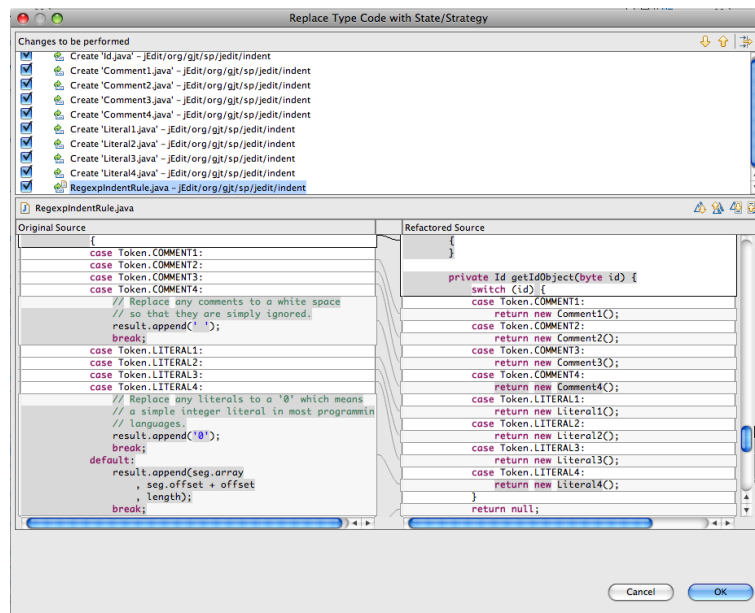 Replace Type Code with State/Strategy
Changes to be performed
Create 'Id.java' – jEdit/org/gjt/sp/jedit/indent
Create 'Comment1.java' – jEdit/org/gjt/sp/jedit/indent
Create 'Comment2.java' – jEdit/org/gjt/sp/jedit/indent
Create 'Comment3.java' – jEdit/org/gjt/sp/jedit/indent
Create 'Comment4.java' – jEdit/org/gjt/sp/jedit/indent
Create 'Literal1.java' – jEdit/org/gjt/sp/jedit/indent
Create 'Literal2.java' – jEdit/org/gjt/sp/jedit/indent
Create 'Literal3.java' – jEdit/org/gjt/sp/jedit/indent
Create 'Literal4.java' – jEdit/org/gjt/sp/jedit/indent
RegexpIndentRule.java – jEdit/org/gjt/sp/jedit/indent
RegexpIndentRule.java
Original Source
{
case Token.COMMENT1:
case Token.COMMENT2:
case Token.COMMENT3:
case Token.COMMENT4:
// Replace any comments to a white space
// so that they are simply ignored.
result.append(' ');
break;
case Token.LITERAL1:
case Token.LITERAL2:
case Token.LITERAL3:
case Token.LITERAL4:
// Replace any literals to a '0' which means
// a simple integer literal in most programmin
// languages.
result.append('0');
break;
default:
result.append(seg.array
, seg.offset + offset
, length);
break;
Refactored Source
{
}
private Id getIdObject(byte id) {
switch (id) {
case Token.COMMENT1:
return new Comment1();
case Token.COMMENT2:
return new Comment2();
case Token.COMMENT3:
return new Comment3();
case Token.COMMENT4:
return new Comment4();
case Token.LITERAL1:
return new Literal1();
case Token.LITERAL2:
return new Literal2();
case Token.LITERAL3:
return new Literal3();
case Token.LITERAL4:
return new Literal4();
}
return null;
Cancel
OK